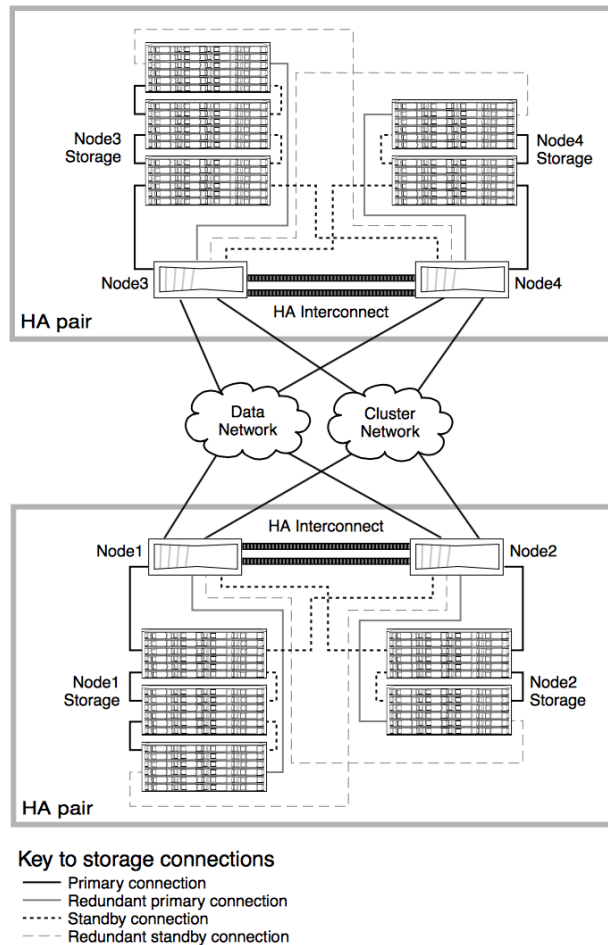 Node3
Storage
Node4
Storage
Node3
Node4
HA Interconnect
HA pair
Data
Network
Cluster
Network
HA Interconnect
Node1
Node2
Node1
Storage
Node2
Storage
HA pair
Key to storage connections
Primary connection
Redundant primary connection
Standby connection
Redundant standby connection